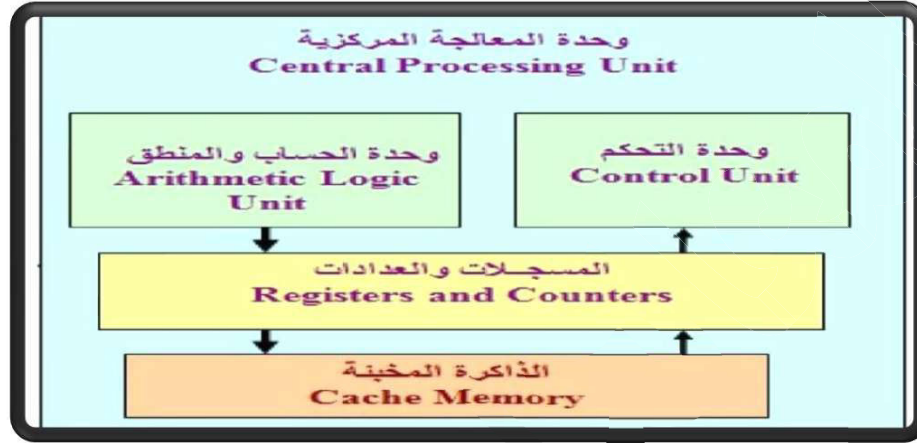 وحدة المعالجة المركزية
Central Processing Unit
وحدة الحساب والمنطق
Arithmetic Logic
Unit
وحدة التحكم
Control Unit
المسجلات والعدادات
Registers and Counters
الذاكرة المخبئة
Cache Memory